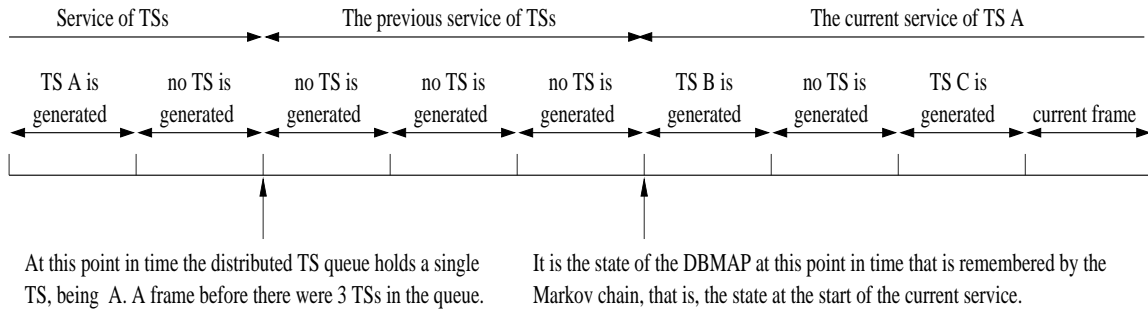 Service of TSs
The previous service of TSs
The current service of TS A
TS A is
generated
no TS is
generated
no TS is
generated
no TS is
generated
no TS is
generated
TS B is
generated
no TS is
generated
TS C is
generated
current frame
At this point in time the distributed TS queue holds a single
TS, being A. A frame before there were 3 TSs in the queue.
It is the state of the DBMAP at this point in time that is remembered by the
Markov chain, that is, the state at the start of the current service.